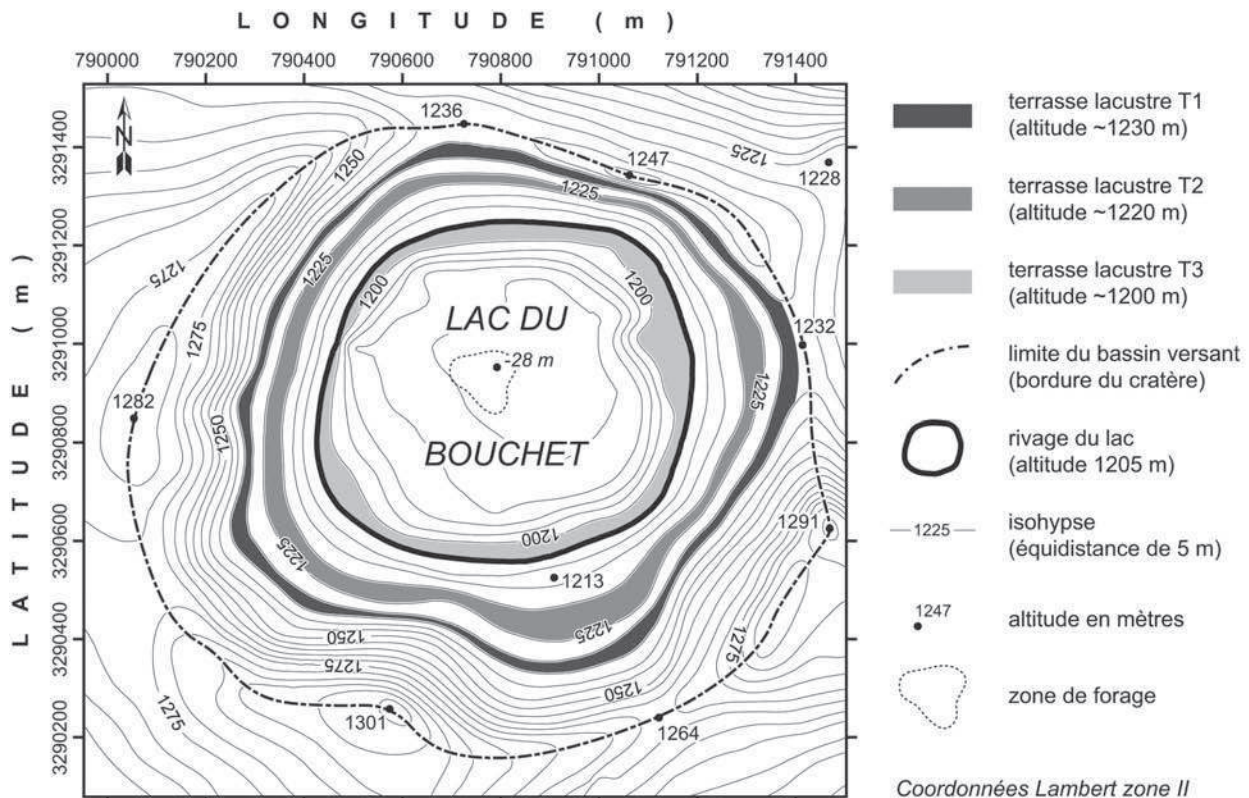 LONGITUDE (m)
790000 790200 790400 790600 790800 791000 791200 791400
LATITUDE (m)
3291400
3291200
3291000
3290800
3290600
3290400
3290200
N
1236
1247
1225
1228
1250
1225
1275
1225
1200
1200
1275
LAC DU
1232
-28 m
1282
1225
1250
BOUCHET
1291
1200
1225
1213
1225
1250
1275
1275
1250
1275
1301
1264
terrasse lacustre T1
(altitude ~1230 m)
terrasse lacustre T2
(altitude ~1220 m)
terrasse lacustre T3
(altitude ~1200 m)
limite du bassin versant
(bordure du cratère)
rivage du lac
(altitude 1205 m)
1225
isohypse
(équidistance de 5 m)
1247
altitude en mètres
zone de forage
Coordonnées Lambert zone II